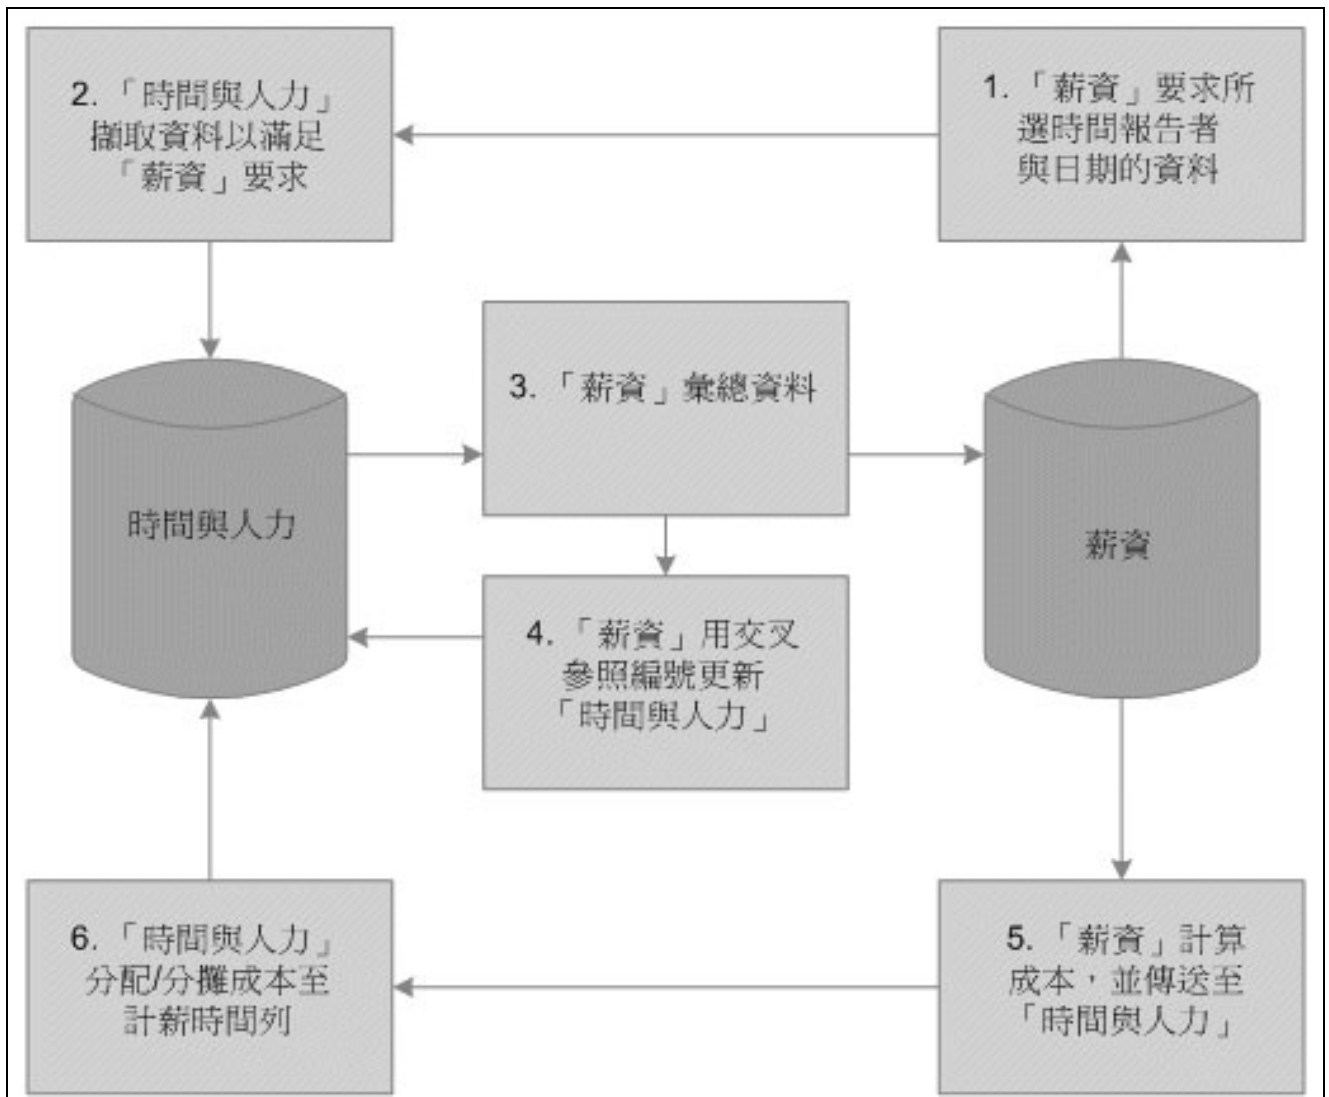 2. 「時間與人力」
擷取資料以滿足
「薪資」要求
1. 「薪資」要求所
選時間報告者
與日期的資料
3. 「薪資」彙總資料
時間與人力
薪資
4. 「薪資」用交叉
參照編號更新
「時間與人力」
6. 「時間與人力」
分配/分攤成本至
計薪時間列
5. 「薪資」計算
成本，並傳送至
「時間與人力」